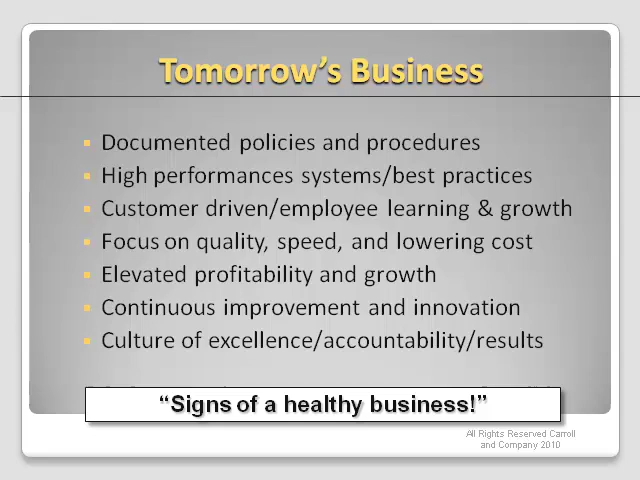 Tomorrow's Business
Documented policies and procedures
High performances systems/best practices
Customer driven/employee learning & growth
Focus on quality, speed, and lowering cost
Elevated profitability and growth
Continuous improvement and innovation
Culture of excellence/accountability/results
“Signs of a healthy business!”
All Rights Reserved Carroll
and Company 2010